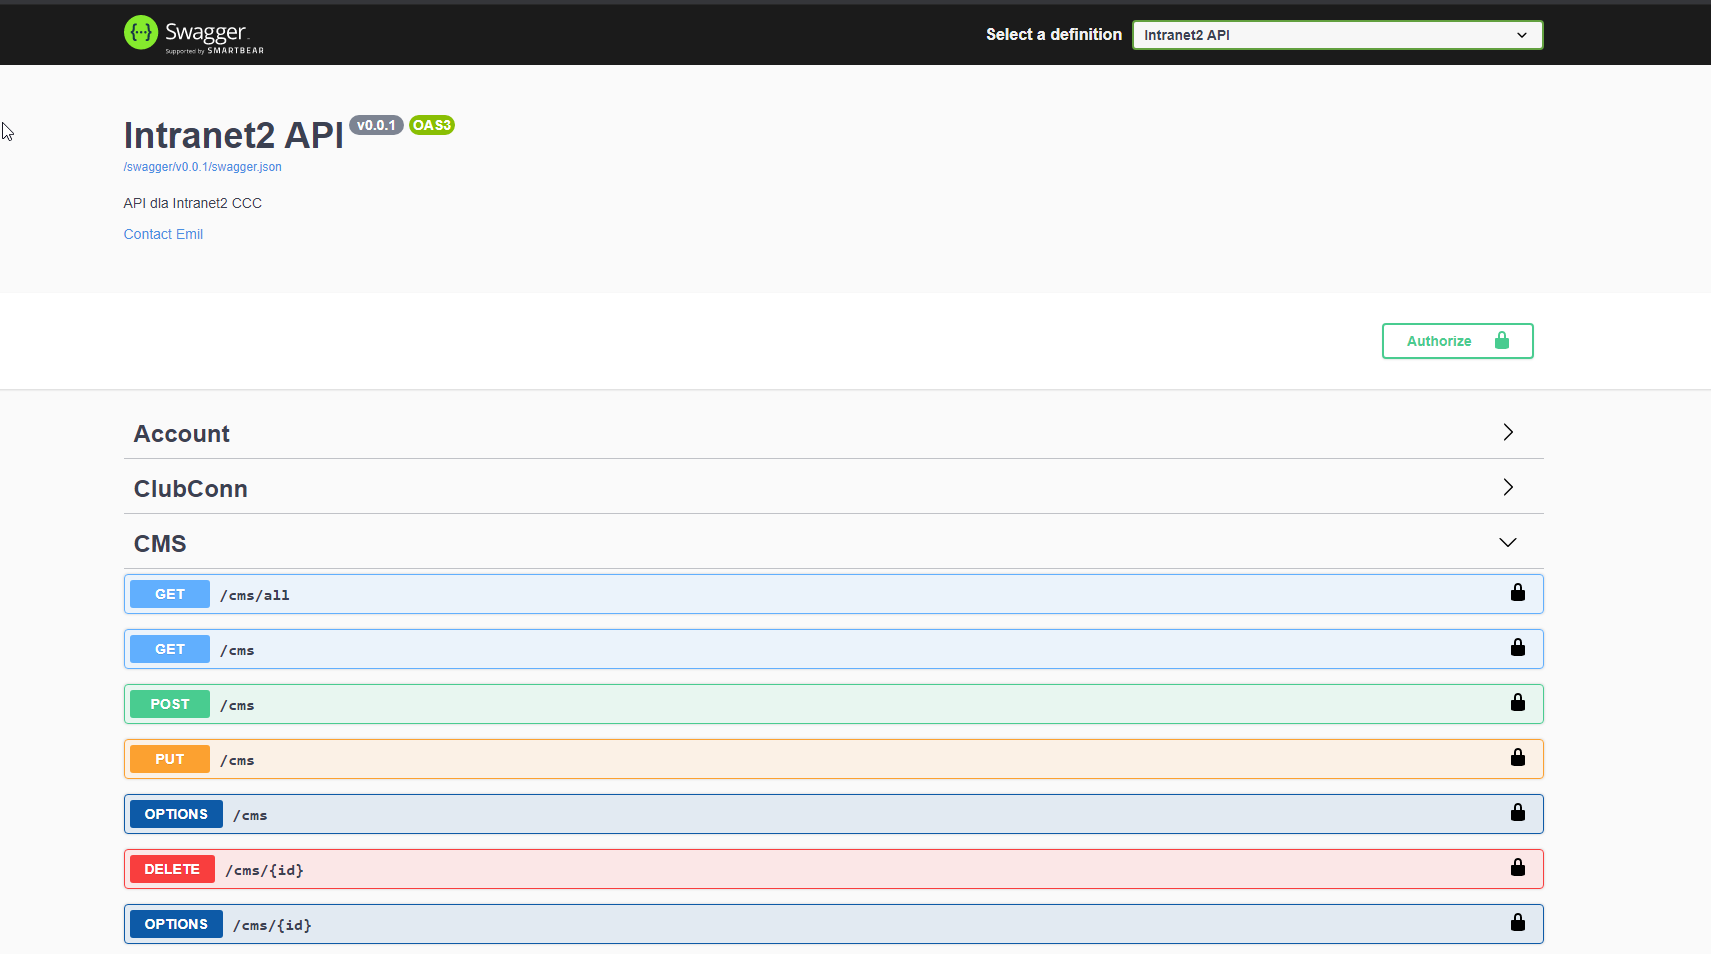 Swagger
Supported by SMARTBEAR
Select a definition
Intranet2 API
Intranet2 API v0.0.1 OAS3
/swagger/v0.0.1/swagger.json
API dla Intranet2 CCC
Contact Emil
Authorize
Account
ClubConn
CMS
GET /cms/all
GET /cms
POST /cms
PUT /cms
OPTIONS /cms
DELETE /cms/{id}
OPTIONS /cms/{id}